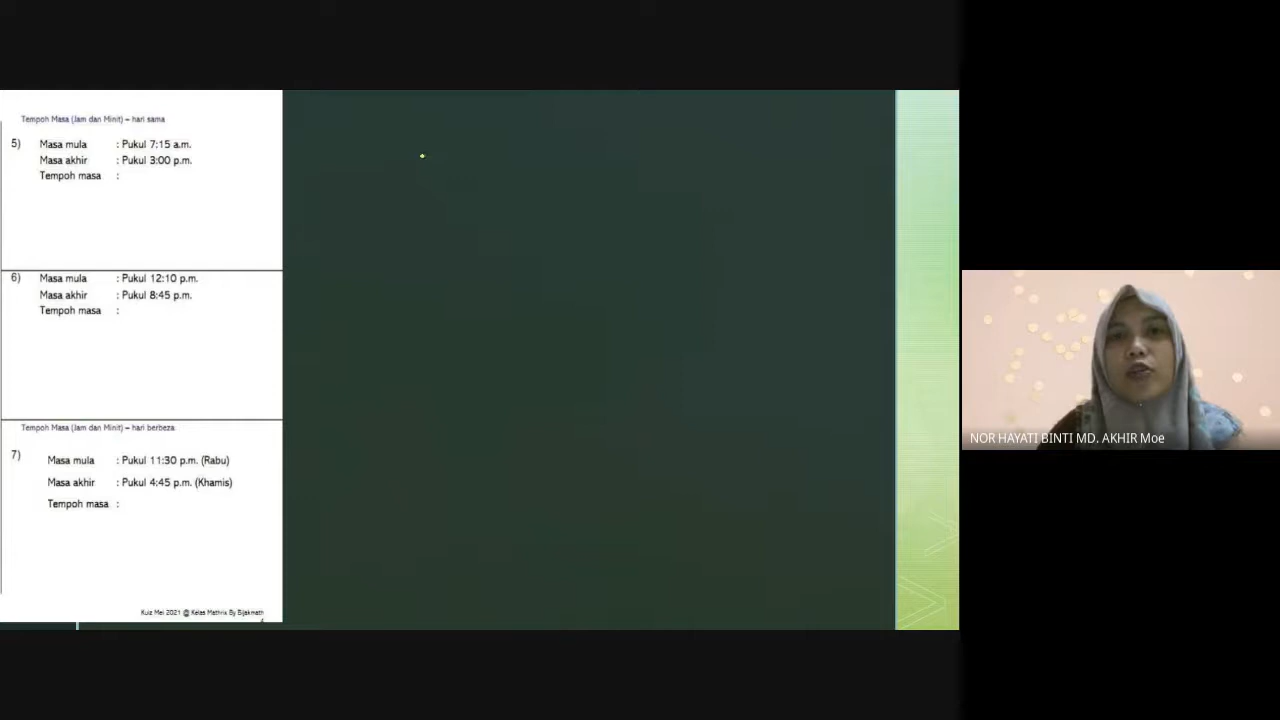 Tempoh Masa (Jam dan Minit) – hari sama
5) Masa mula : Pukul 7:15 a.m.
Masa akhir : Pukul 3:00 p.m.
Tempoh masa :
6) Masa mula : Pukul 12:10 p.m.
Masa akhir : Pukul 8:45 p.m.
Tempoh masa :
Tempoh Masa (Jam dan Minit) – hari berbeza
7) Masa mula : Pukul 11:30 p.m. (Rabu)
Masa akhir : Pukul 4:45 p.m. (Khamis)
Tempoh masa :
Kuiz Mei 2021 @ Kelas Mathrix By Sijakmath
NOR HAYATI BINTI MD. AKHIR Moe